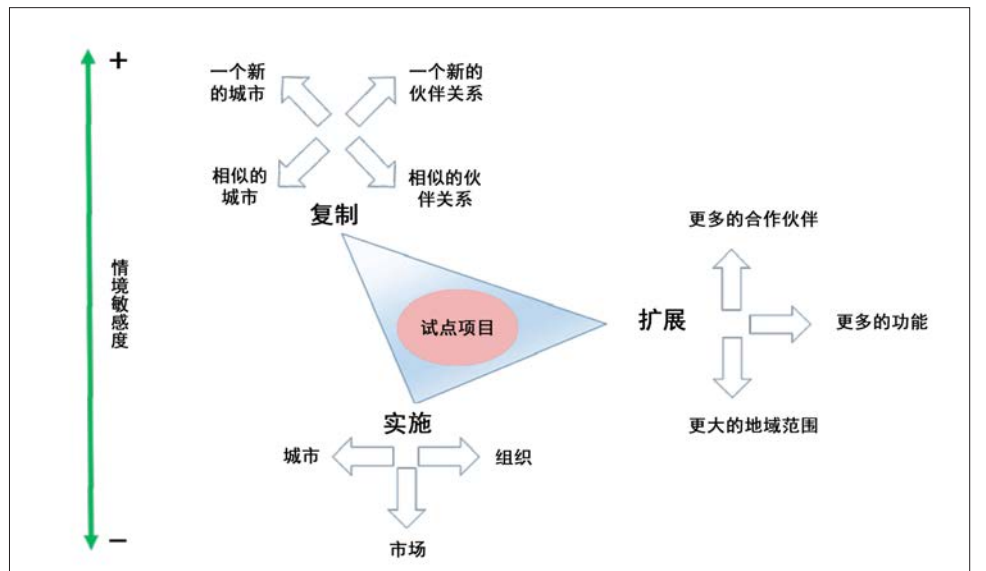 +
一个新
的城市
一个新的
伙伴关系
相似的
城市
相似的伙
伴关系
复制
更多的合作伙伴
情境敏感度
试点项目
扩展
更多的功能
实施
更大的地域范围
城市
组织
市场
−